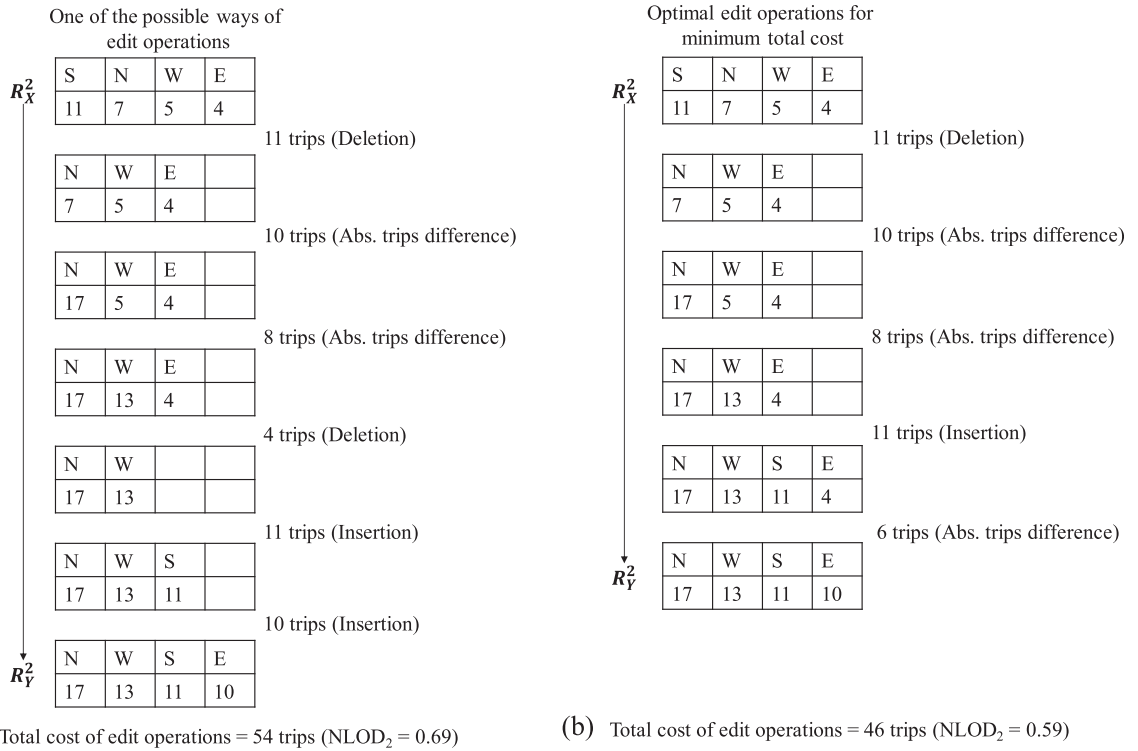 One of the possible ways of
edit operations
R_X^2
S N W E
11 7 5 4
11 trips (Deletion)
N W E
7 5 4
10 trips (Abs. trips difference)
N W E
17 5 4
8 trips (Abs. trips difference)
N W E
17 13 4
4 trips (Deletion)
N W
17 13
11 trips (Insertion)
N W S
17 13 11
10 trips (Insertion)
R_Y^2
N W S E
17 13 11 10
Total cost of edit operations = 54 trips (NLOD₂ = 0.69)
Optimal edit operations for
minimum total cost
R_X^2
S N W E
11 7 5 4
11 trips (Deletion)
N W E
7 5 4
10 trips (Abs. trips difference)
N W E
17 5 4
8 trips (Abs. trips difference)
N W E
17 13 4
11 trips (Insertion)
N W S E
17 13 11 4
6 trips (Abs. trips difference)
R_Y^2
N W S E
17 13 11 10
(b) Total cost of edit operations = 46 trips (NLOD₂ = 0.59)